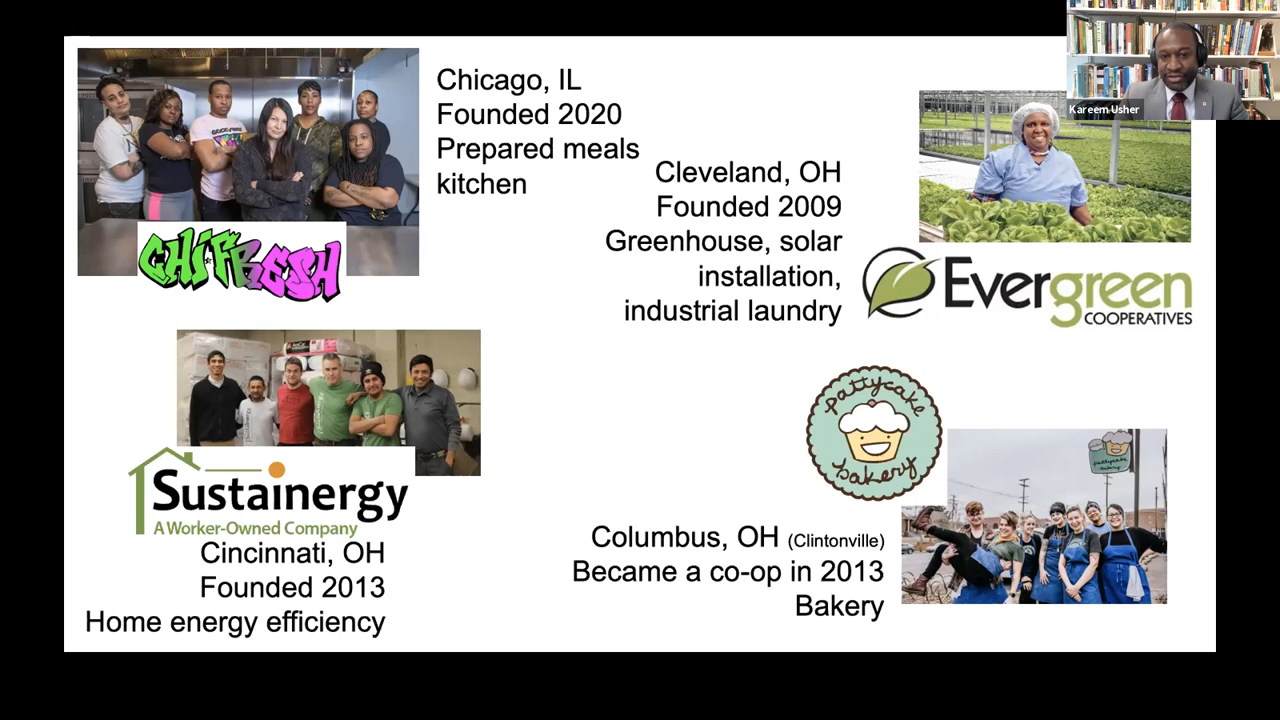 Kareem Usher
Chicago, IL
Founded 2020
Prepared meals
kitchen
CHIFRESH
Cleveland, OH
Founded 2009
Greenhouse, solar
installation,
industrial laundry
Evergreen
COOPERATIVES
Sustainergy
A Worker-Owned Company
Cincinnati, OH
Founded 2013
Home energy efficiency
pattycake
bakery
pattycake
bakery
Columbus, OH (Clintonville)
Became a co-op in 2013
Bakery